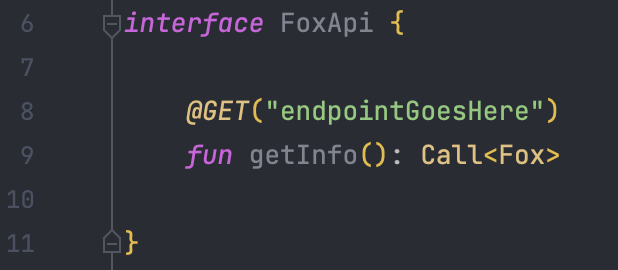 6 interface FoxApi {
7
8 @GET("endpointGoesHere")
9 fun getInfo(): Call<Fox>
10
11 }